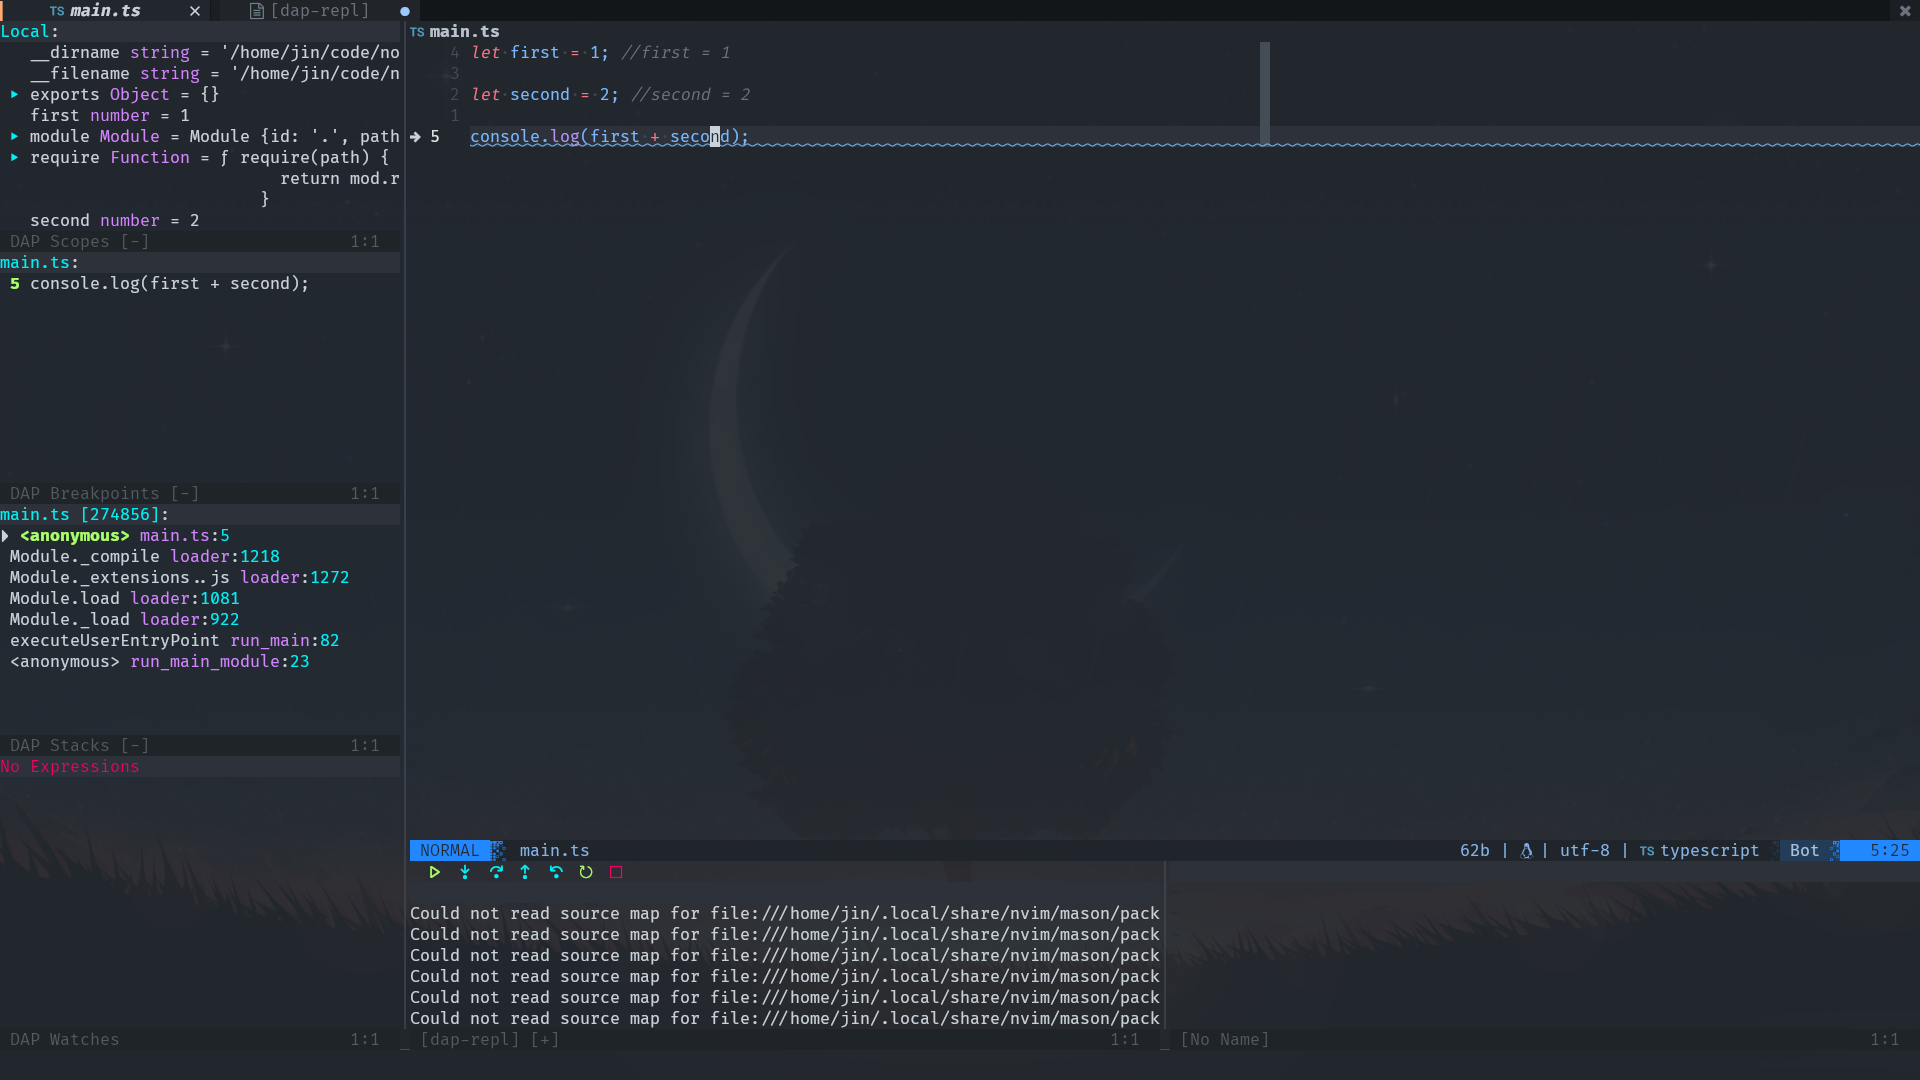 TS main.ts ✕ [dap-repl] ●
Local:
__dirname string = '/home/jin/code/no
__filename string = '/home/jin/code/n
▸ exports Object = {}
first number = 1
▸ module Module = Module {id: '.', path
▸ require Function = ƒ require(path) {
return mod.r
}
second number = 2
DAP Scopes [-] 1:1
main.ts:
5 console.log(first + second);
DAP Breakpoints [-] 1:1
main.ts [274856]:
<anonymous> main.ts:5
Module._compile loader:1218
Module._extensions..js loader:1272
Module.load loader:1081
Module._load loader:922
executeUserEntryPoint run_main:82
<anonymous> run_main_module:23
DAP Stacks [-] 1:1
No Expressions
DAP Watches 1:1
TS main.ts
4 let first = 1; //first = 1
3
2 let second = 2; //second = 2
1
→ 5 console.log(first + second);
NORMAL main.ts 62b | | utf-8 | TS typescript Bot 5:25
Could not read source map for file:///home/jin/.local/share/nvim/mason/pack
Could not read source map for file:///home/jin/.local/share/nvim/mason/pack
Could not read source map for file:///home/jin/.local/share/nvim/mason/pack
Could not read source map for file:///home/jin/.local/share/nvim/mason/pack
Could not read source map for file:///home/jin/.local/share/nvim/mason/pack
Could not read source map for file:///home/jin/.local/share/nvim/mason/pack
[dap-repl] [+] 1:1
[No Name] 1:1